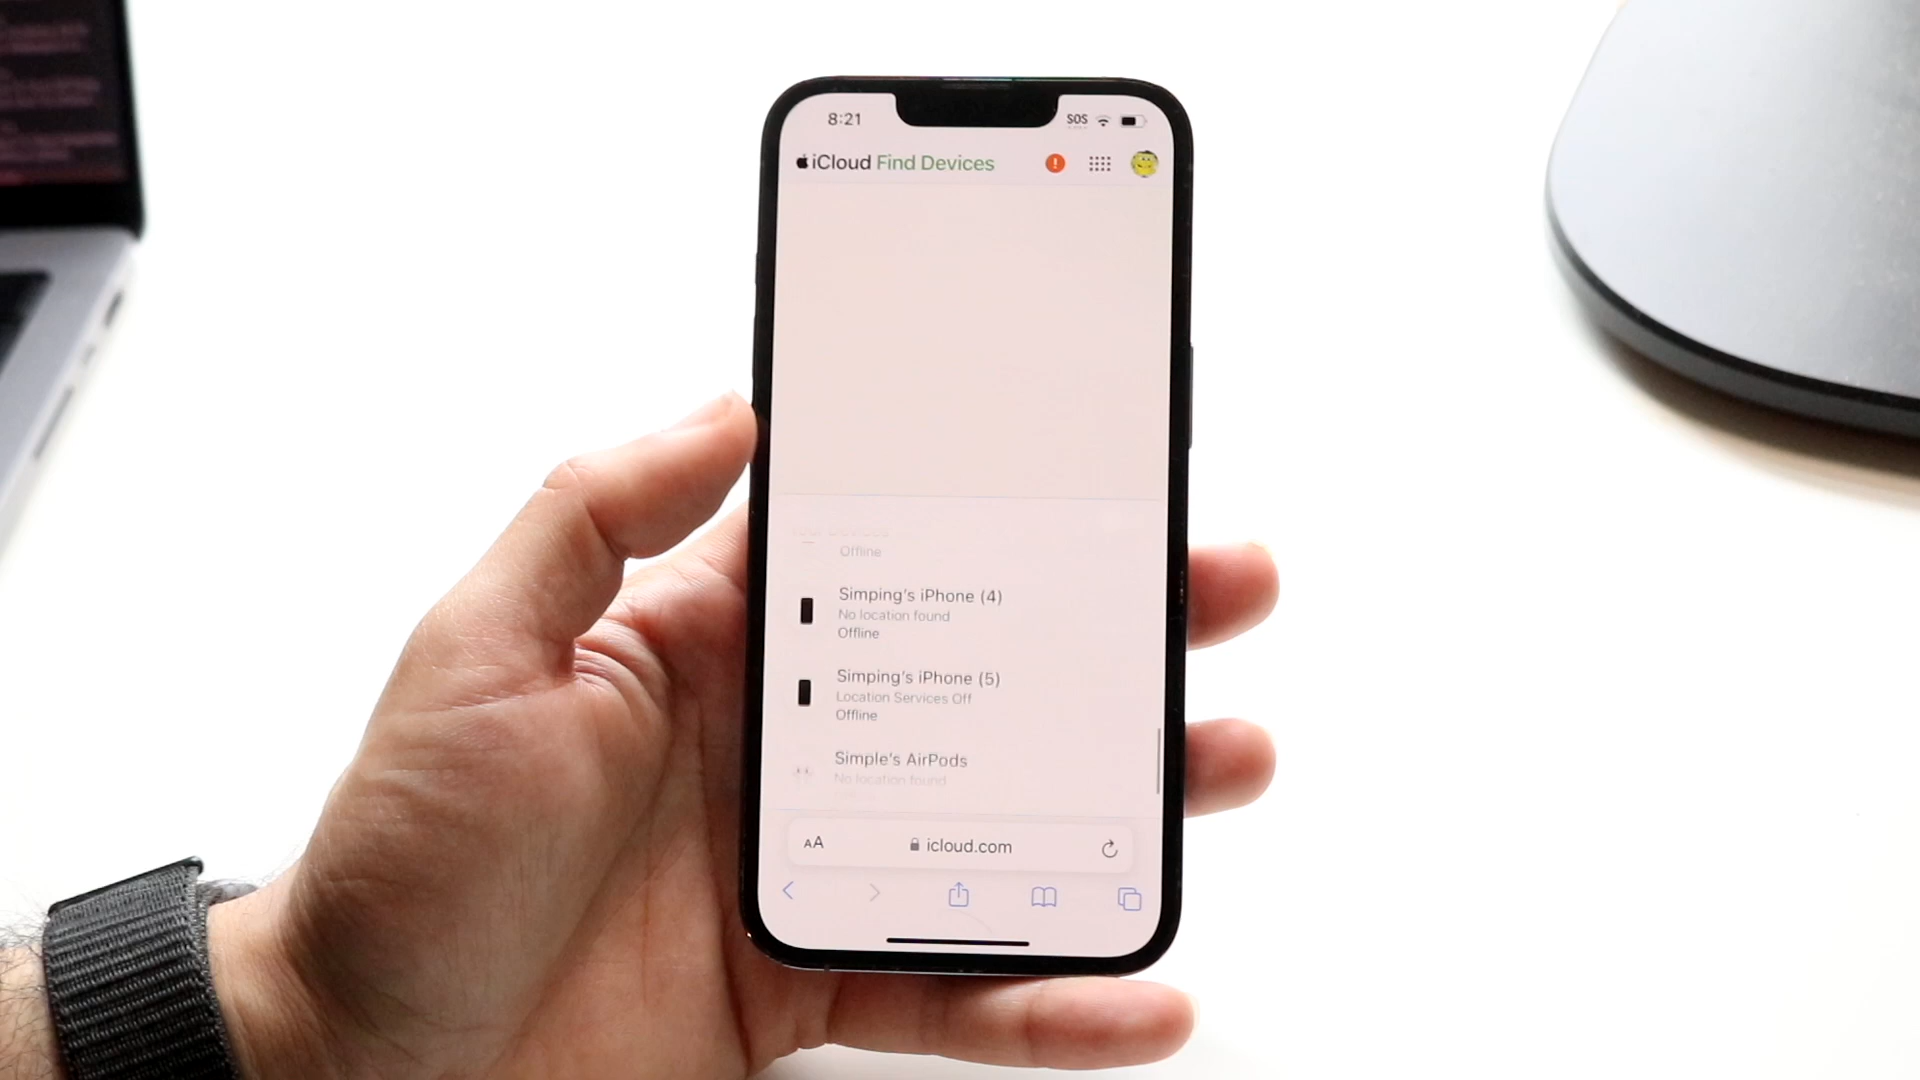 8:21 SOS
iCloud Find Devices
Offline
Simping's iPhone (4)
No location found
Offline
Simping's iPhone (5)
Location Services Off
Offline
Simple's AirPods
No location found
AA icloud.com